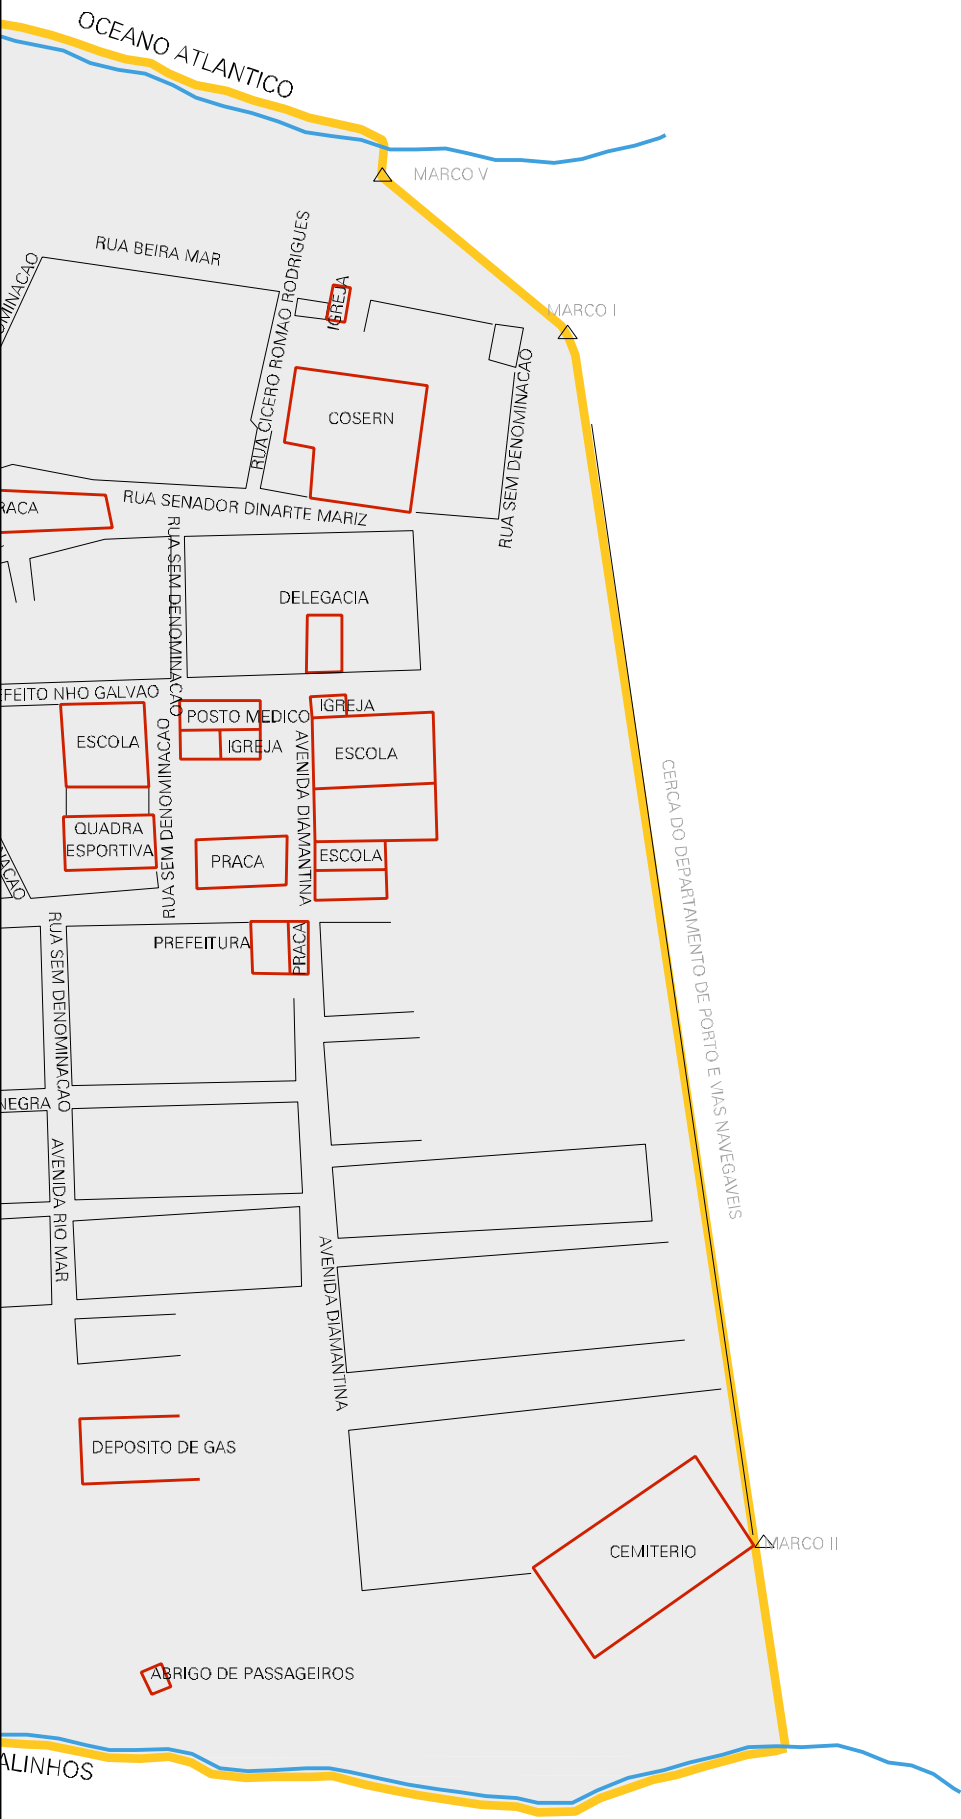 OCEANO ATLANTICO
MARCO V
RUA BEIRA MAR
RUA CICERO ROMAO RODRIGUES
IGREJA
MARCO I
OMINACAO
COSERN
RUA SEM DENOMINACAO
RACA
RUA SENADOR DINARTE MARIZ
RUA SEM DENOMINACAO
DELEGACIA
FEITO NHO GALVAO
POSTO MEDICO
IGREJA
ESCOLA
IGREJA
ESCOLA
RUA SEM DENOMINACAO
AVENIDA DIAMANTINA
CERCA DO DEPARTAMENTO DE PORTO E VIAS NAVEGAVEIS
QUADRA
ESPORTIVA
PRACA
ESCOLA
NACAO
RUA SEM DENOMINACAO
PREFEITURA
PRACA
NEGRA
AVENIDA RIO MAR
AVENIDA DIAMANTINA
DEPOSITO DE GAS
CEMITERIO
MARCO II
ABRIGO DE PASSAGEIROS
ALINHOS